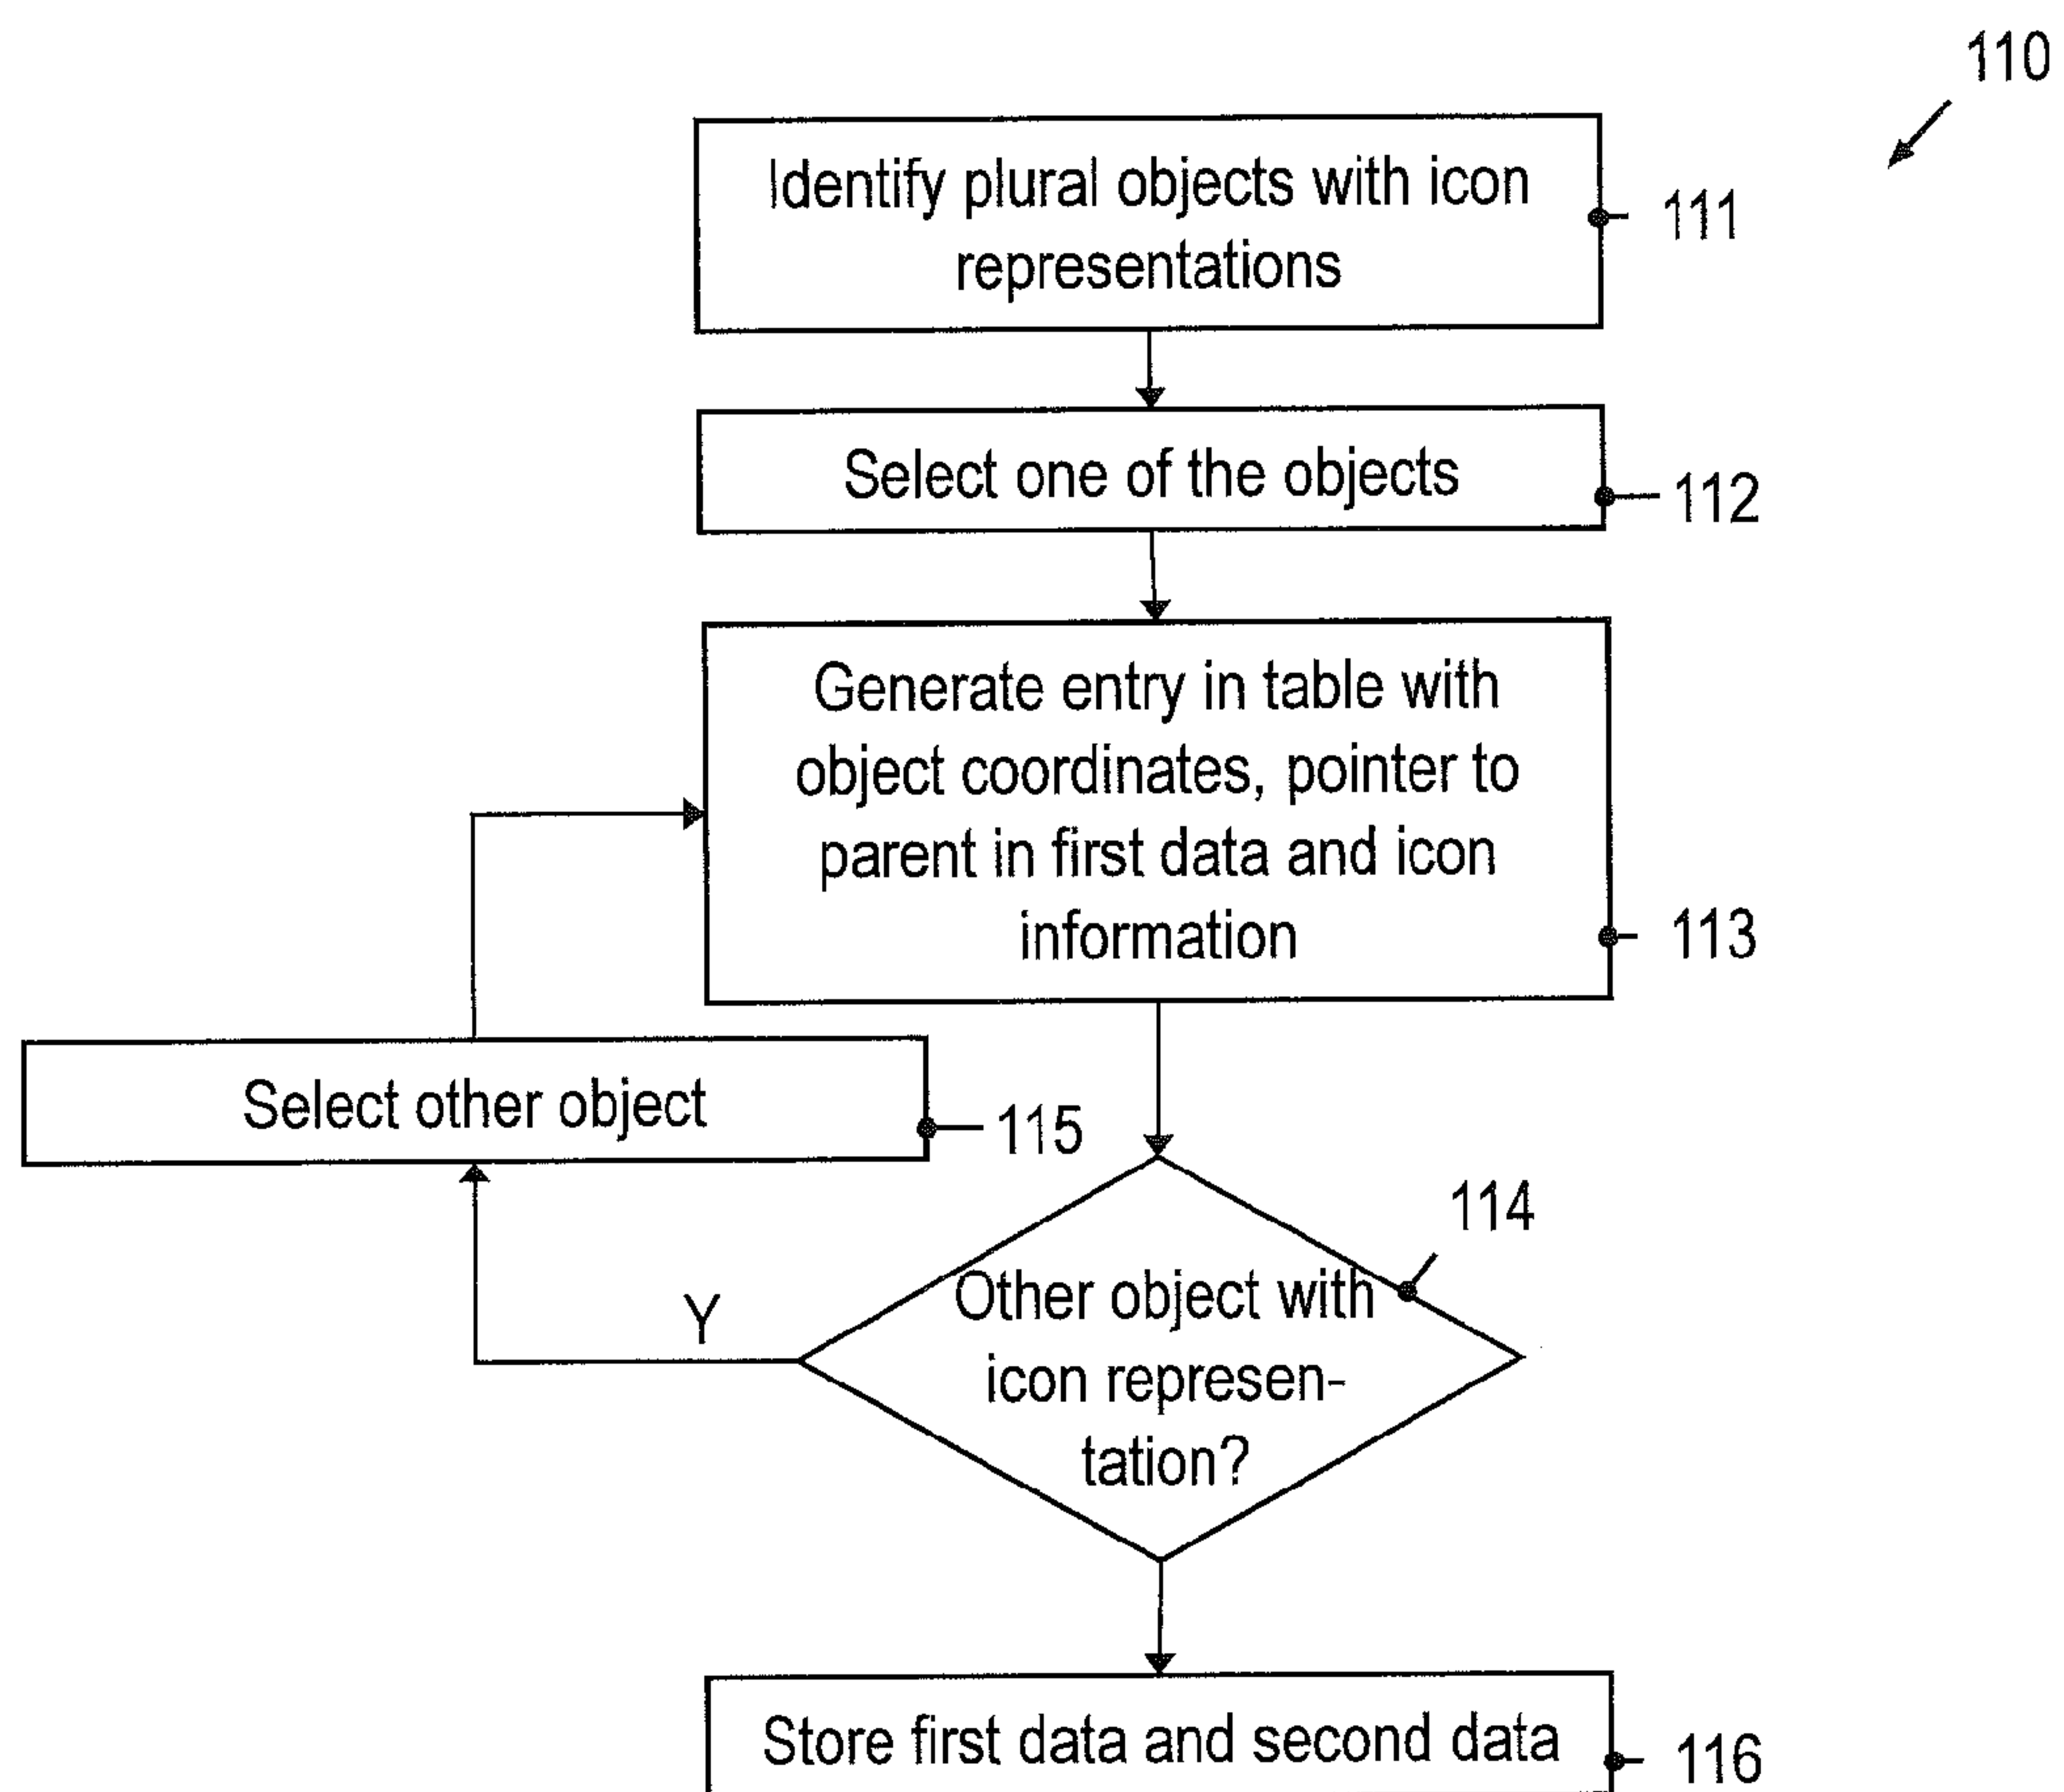 110
Identify plural objects with icon
representations
111
Select one of the objects
112
Generate entry in table with
object coordinates, pointer to
parent in first data and icon
information
113
Select other object
115
114
Other object with
icon represen-
tation?
Y
Store first data and second data
116